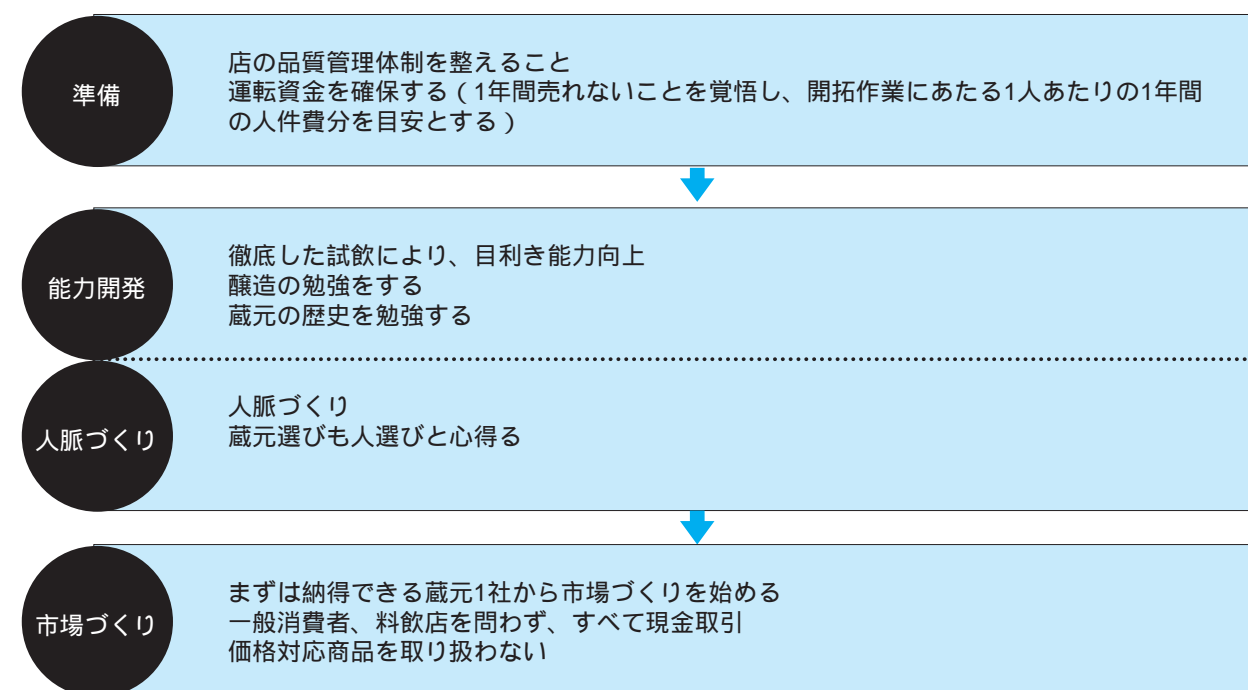 準備
店の品質管理体制を整えること
運転資金を確保する（1年間売れないことを覚悟し、開拓作業にあたる1人あたりの1年間
の人件費分を目安とする）
能力開発
徹底した試飲により、目利き能力向上
醸造の勉強をする
蔵元の歴史を勉強する
人脈づくり
人脈づくり
蔵元選びも人選びと心得る
市場づくり
まずは納得できる蔵元1社から市場づくりを始める
一般消費者、料飲店を問わず、すべて現金取引
価格対応商品を取り扱わない